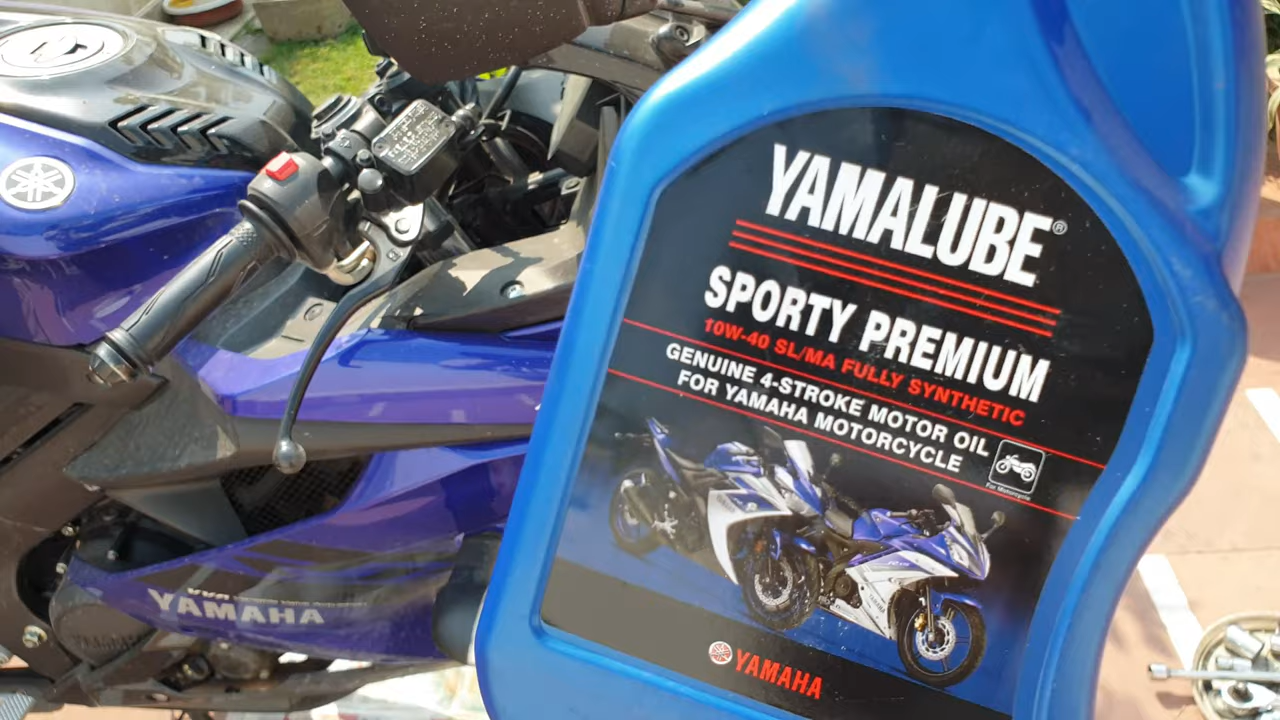 YAMALUBE®
SPORTY PREMIUM
10W-40 SL/MA FULLY SYNTHETIC
GENUINE 4-STROKE MOTOR OIL
FOR YAMAHA MOTORCYCLE
For Motorcycle
YAMAHA
YAMAHA
YAMAHA